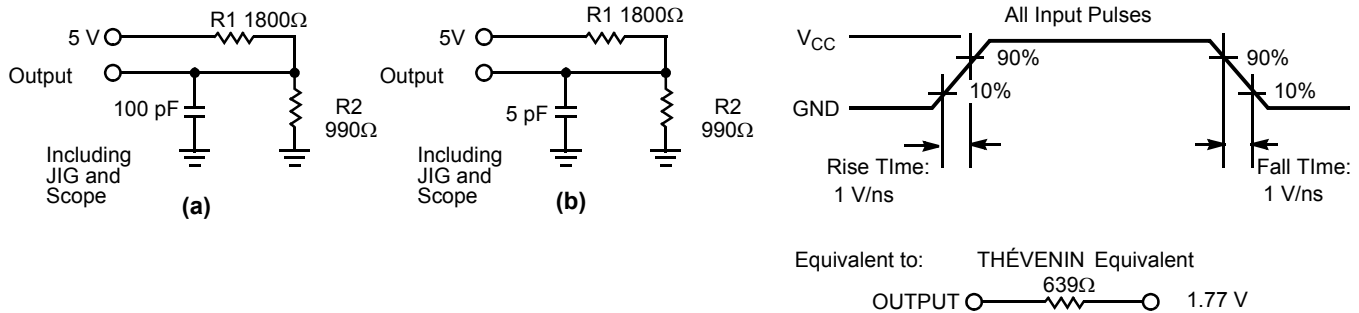 R1 1800Ω
5 V
Output
100 pF
R2
990Ω
Including
JIG and
Scope
(a)
R1 1800Ω
5V
Output
5 pF
R2
990Ω
Including
JIG and
Scope
(b)
All Input Pulses
VCC
90%
10%
GND
90%
10%
Rise TIme:
1 V/ns
Fall TIme:
1 V/ns
Equivalent to: THÉVENIN Equivalent
639Ω
OUTPUT 1.77 V